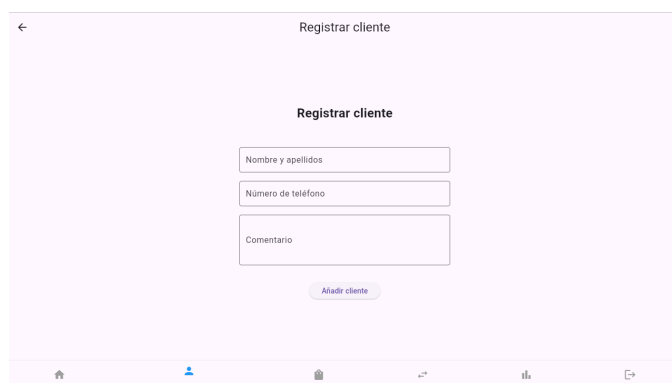 Registrar cliente
Registrar cliente
Nombre y apellidos
Número de teléfono
Comentario
Añadir cliente